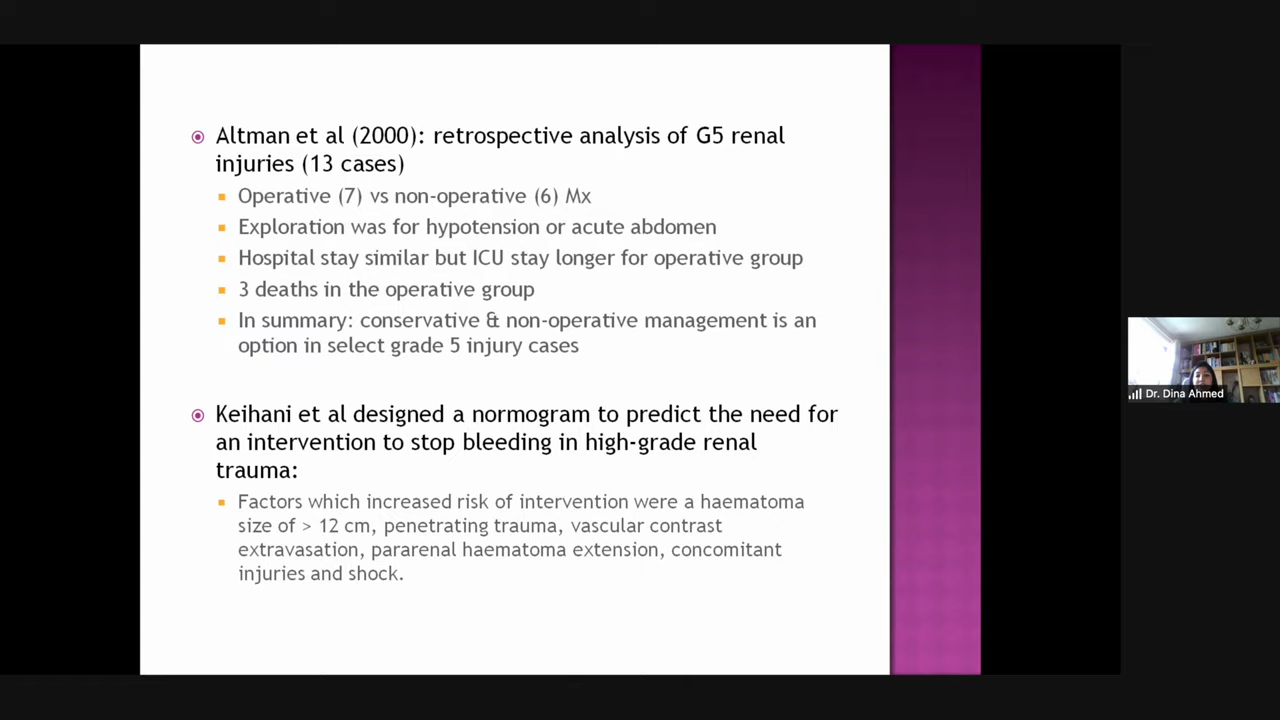 Altman et al (2000): retrospective analysis of G5 renal
injuries (13 cases)
Operative (7) vs non-operative (6) Mx
Exploration was for hypotension or acute abdomen
Hospital stay similar but ICU stay longer for operative group
3 deaths in the operative group
In summary: conservative & non-operative management is an
option in select grade 5 injury cases
Keihani et al designed a normogram to predict the need for
an intervention to stop bleeding in high-grade renal
trauma:
Factors which increased risk of intervention were a haematoma
size of > 12 cm, penetrating trauma, vascular contrast
extravasation, pararenal haematoma extension, concomitant
injuries and shock.
Dr. Dina Ahmed